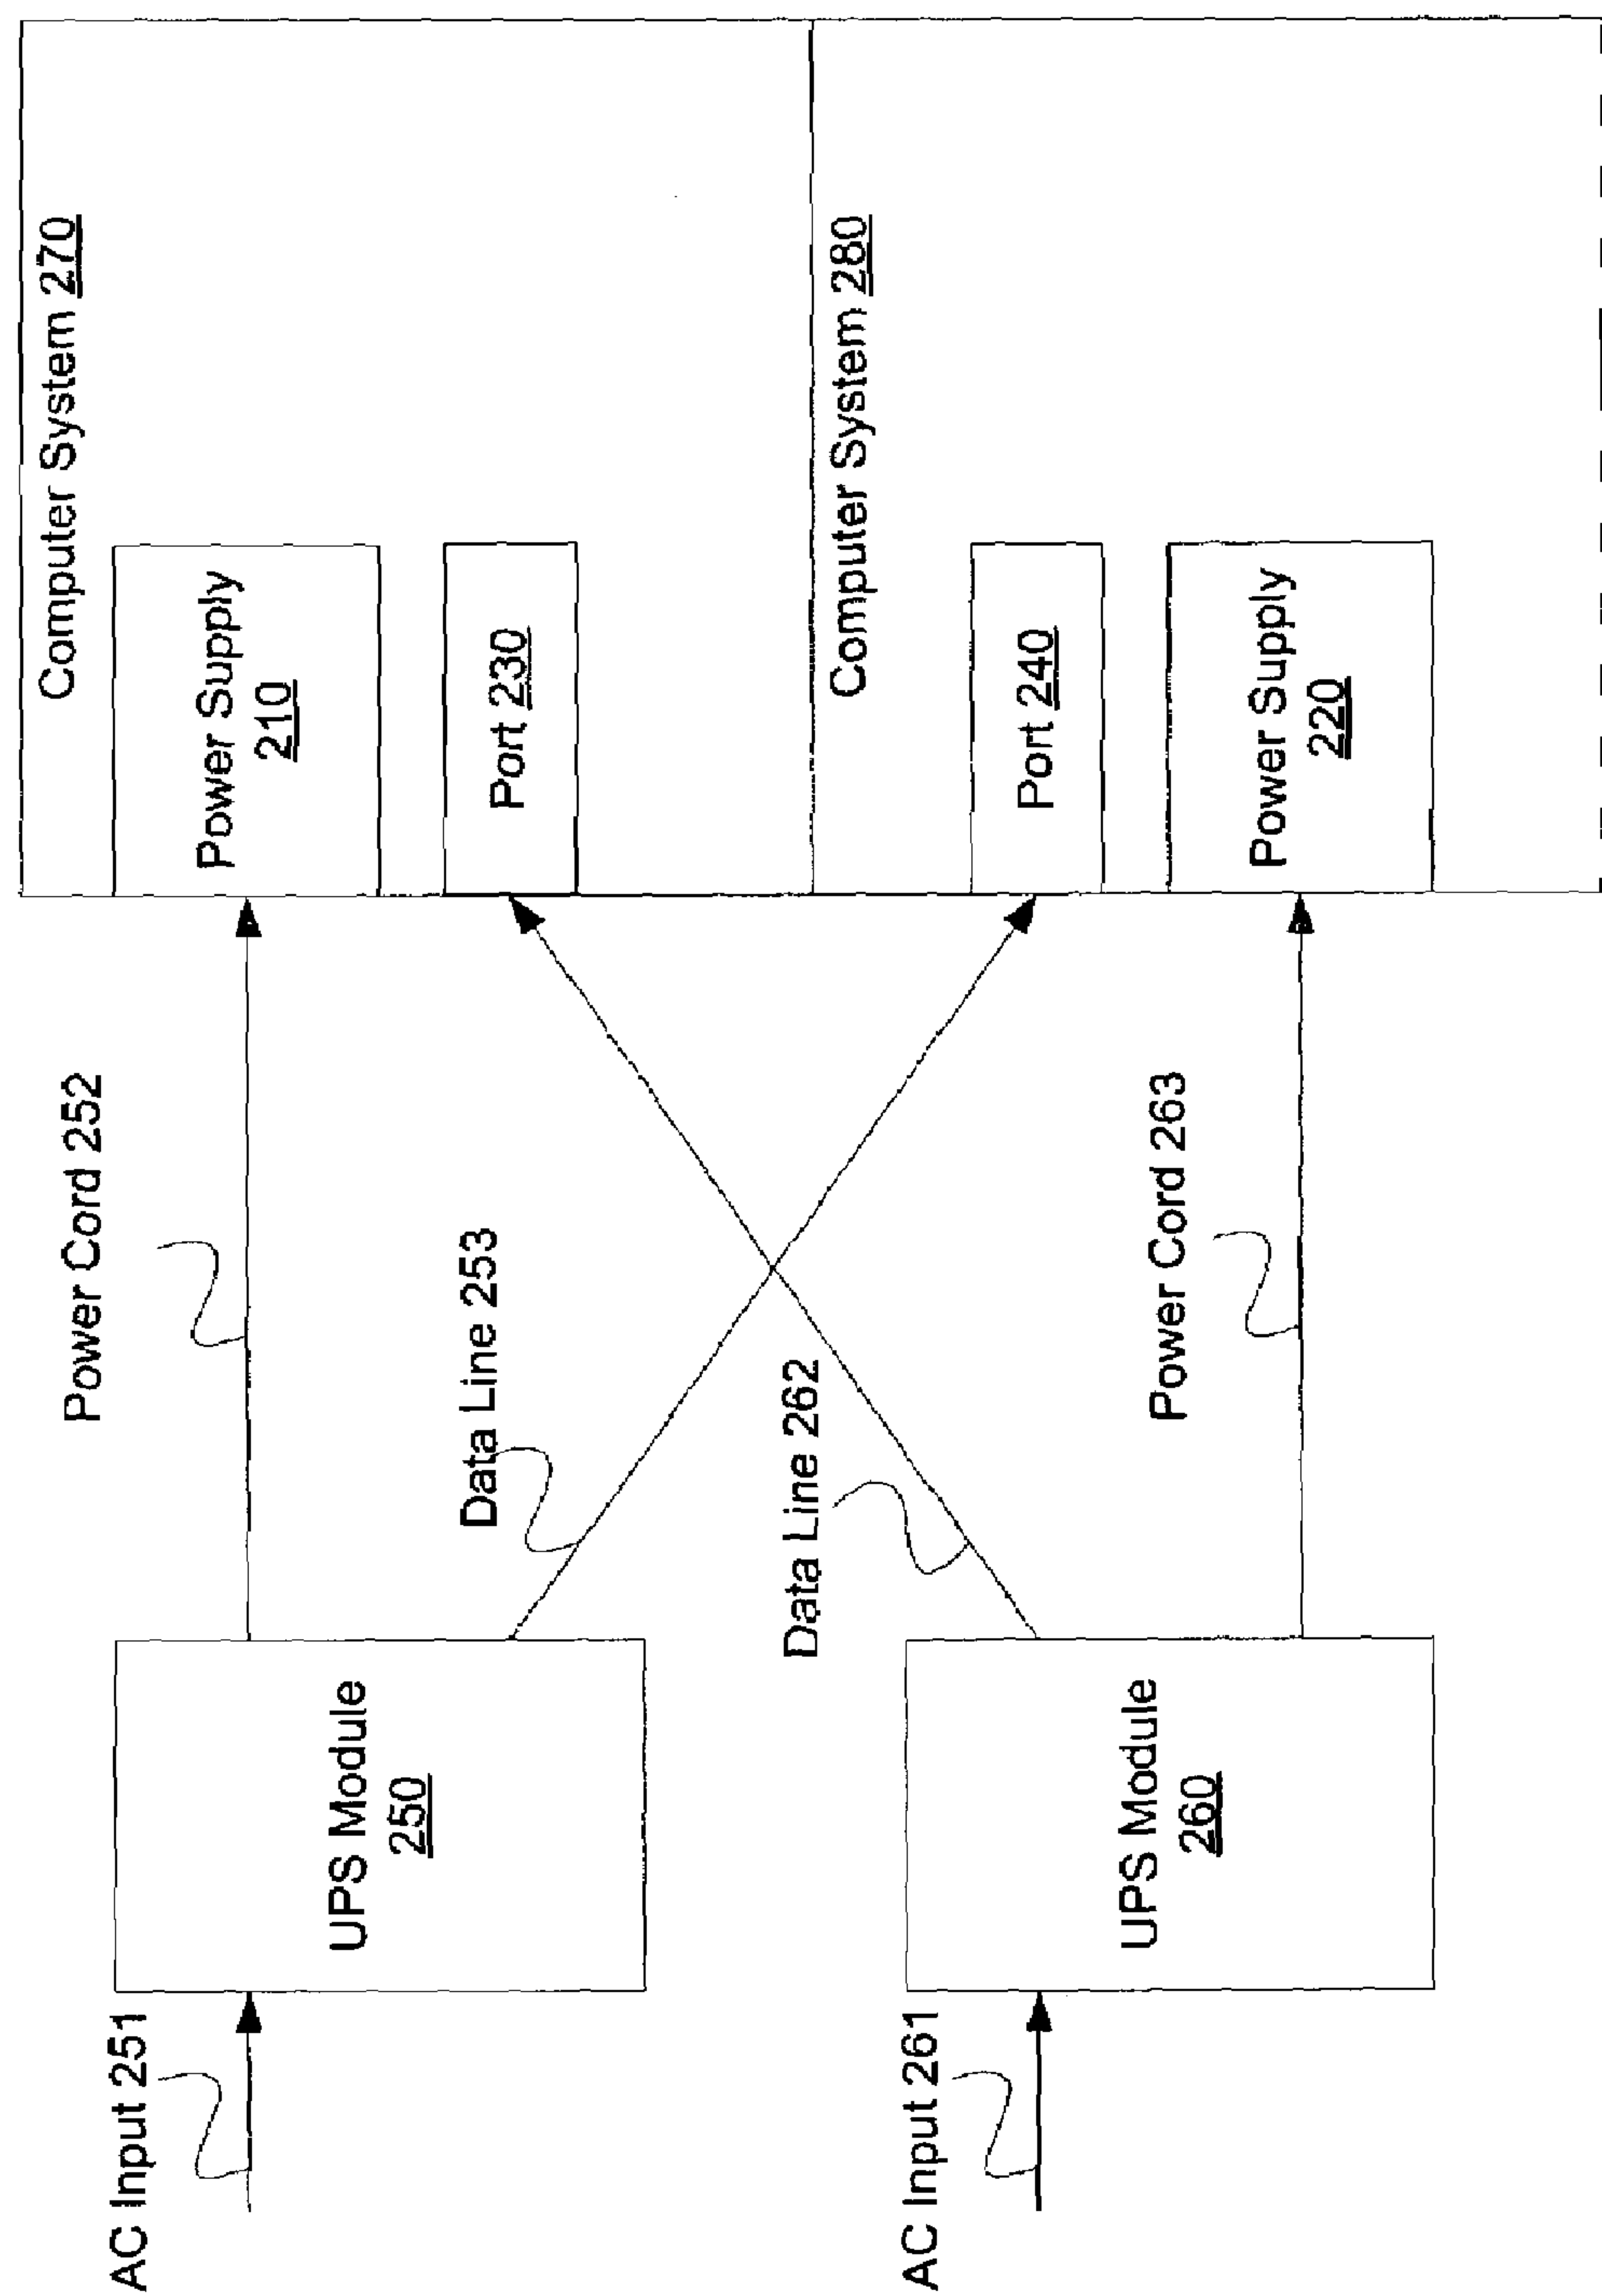 Computer System 270
Power Supply
210
Port 230
Computer System 280
Port 240
Power Supply
220
Power Cord 252
Data Line 253
Data Line 262
Power Cord 263
UPS Module
250
UPS Module
260
AC Input 251
AC Input 261